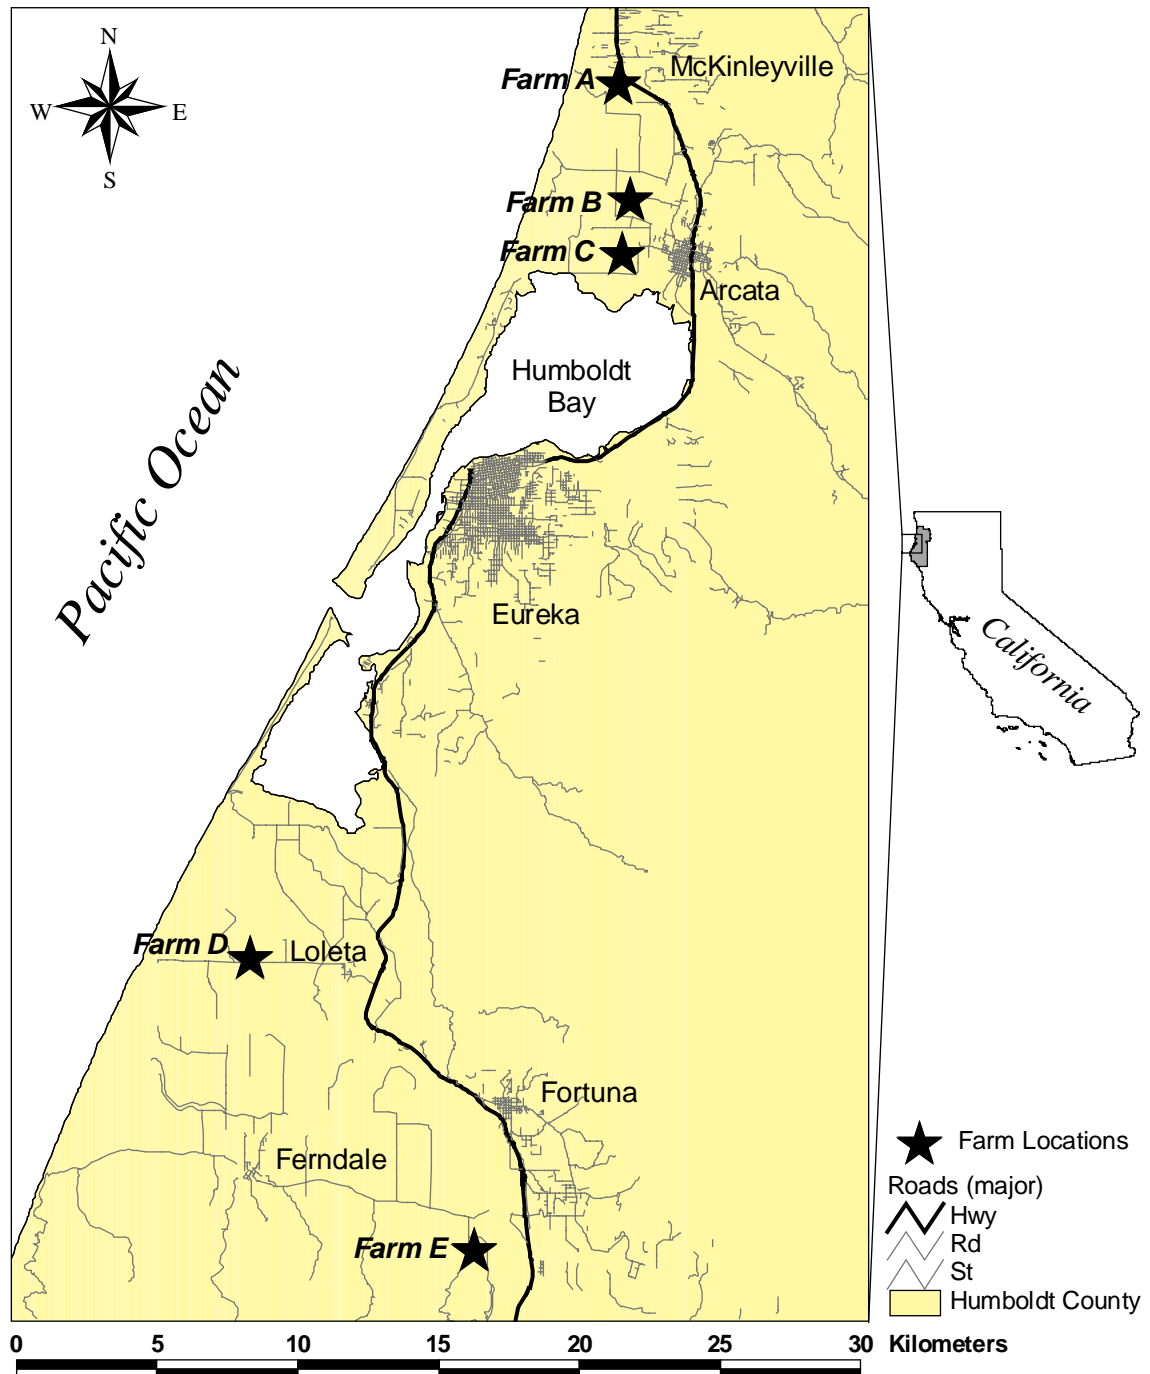 N
W
E
S
McKinleyville
Farm A
Farm B
Farm C
Arcata
Humboldt
Bay
Pacific Ocean
Eureka
California
Farm D
Loleta
Fortuna
Ferndale
Farm E
Farm Locations
Roads (major)
Hwy
Rd
St
Humboldt County
0 5 10 15 20 25 30 Kilometers